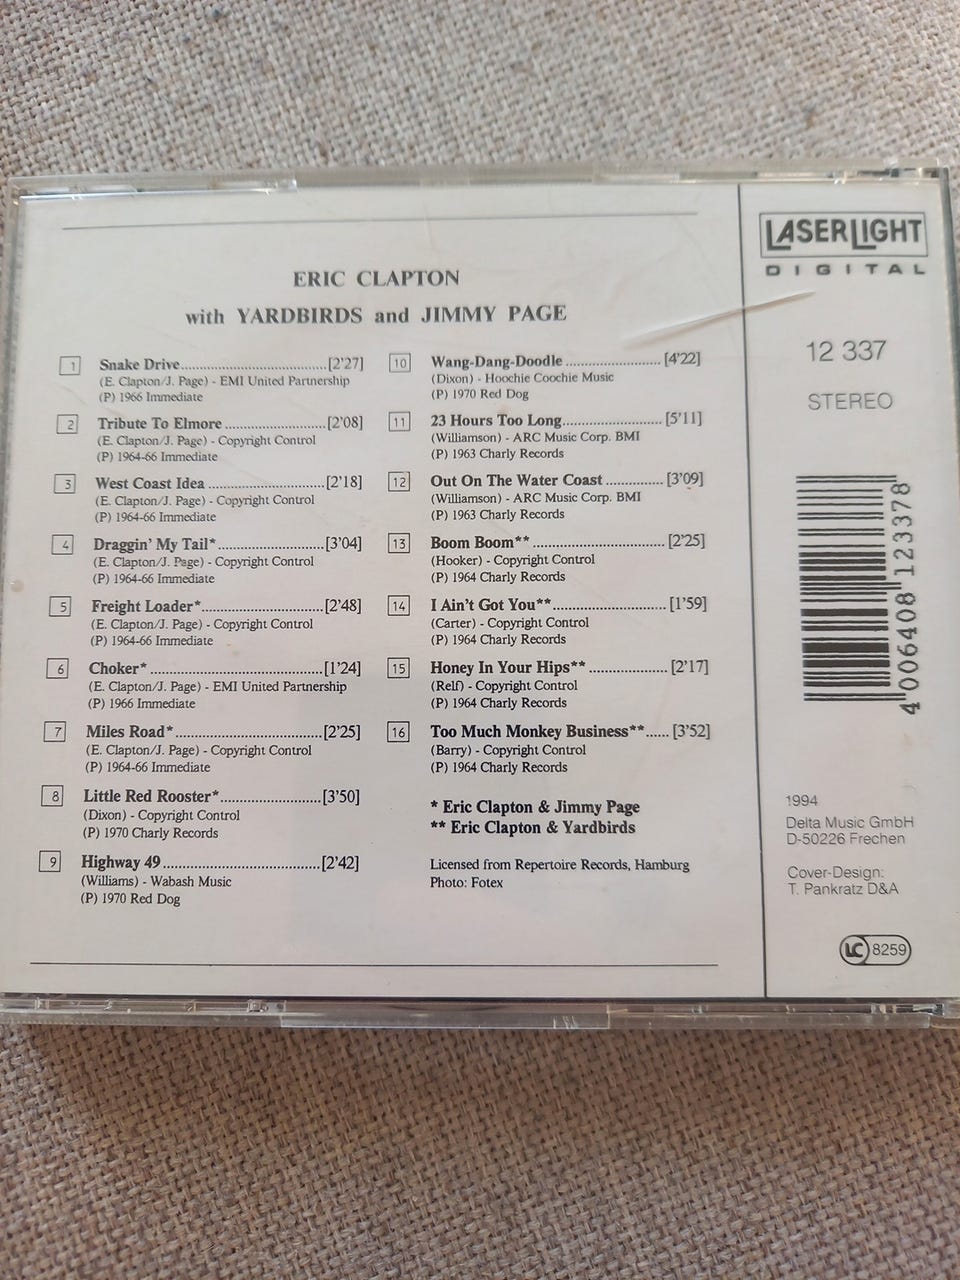 ERIC CLAPTON
with YARDBIRDS and JIMMY PAGE
1 Snake Drive................................[2'27]
(E. Clapton/J. Page) - EMI United Partnership
(P) 1966 Immediate
2 Tribute To Elmore ........................[2'08]
(E. Clapton/J. Page) - Copyright Control
(P) 1964-66 Immediate
3 West Coast Idea ...........................[2'18]
(E. Clapton/J. Page) - Copyright Control
(P) 1964-66 Immediate
4 Draggin' My Tail*........................[3'04]
(E. Clapton/J. Page) - Copyright Control
(P) 1964-66 Immediate
5 Freight Loader*...........................[2'48]
(E. Clapton/J. Page) - Copyright Control
(P) 1964-66 Immediate
6 Choker* ......................................[1'24]
(E. Clapton/J. Page) - EMI United Partnership
(P) 1966 Immediate
7 Miles Road*.................................[2'25]
(E. Clapton/J. Page) - Copyright Control
(P) 1964-66 Immediate
8 Little Red Rooster*.......................[3'50]
(Dixon) - Copyright Control
(P) 1970 Charly Records
9 Highway 49...................................[2'42]
(Williams) - Wabash Music
(P) 1970 Red Dog
10 Wang-Dang-Doodle .....................[4'22]
(Dixon) - Hoochie Coochie Music
(P) 1970 Red Dog
11 23 Hours Too Long.......................[5'11]
(Williamson) - ARC Music Corp. BMI
(P) 1963 Charly Records
12 Out On The Water Coast .............[3'09]
(Williamson) - ARC Music Corp. BMI
(P) 1963 Charly Records
13 Boom Boom** ..............................[2'25]
(Hooker) - Copyright Control
(P) 1964 Charly Records
14 I Ain't Got You**.........................[1'59]
(Carter) - Copyright Control
(P) 1964 Charly Records
15 Honey In Your Hips** .................[2'17]
(Relf) - Copyright Control
(P) 1964 Charly Records
16 Too Much Monkey Business**...... [3'52]
(Barry) - Copyright Control
(P) 1964 Charly Records
* Eric Clapton & Jimmy Page
** Eric Clapton & Yardbirds
Licensed from Repertoire Records, Hamburg
Photo: Fotex
LASERLIGHT
DIGITAL
12 337
STEREO
4 006408 123378
1994
Delta Music GmbH
D-50226 Frechen
Cover-Design:
T. Pankratz D&A
LC 8259